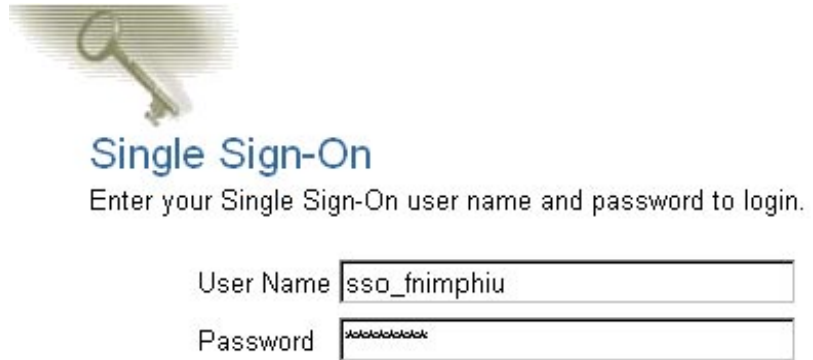 Single Sign-On
Enter your Single Sign-On user name and password to login.
User Name sso_fnimphiu
Password *********